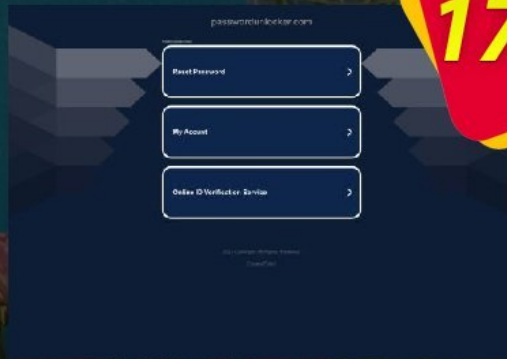 passwordunlocker.com
17
Reset Password
My Account
Online ID Verification Service